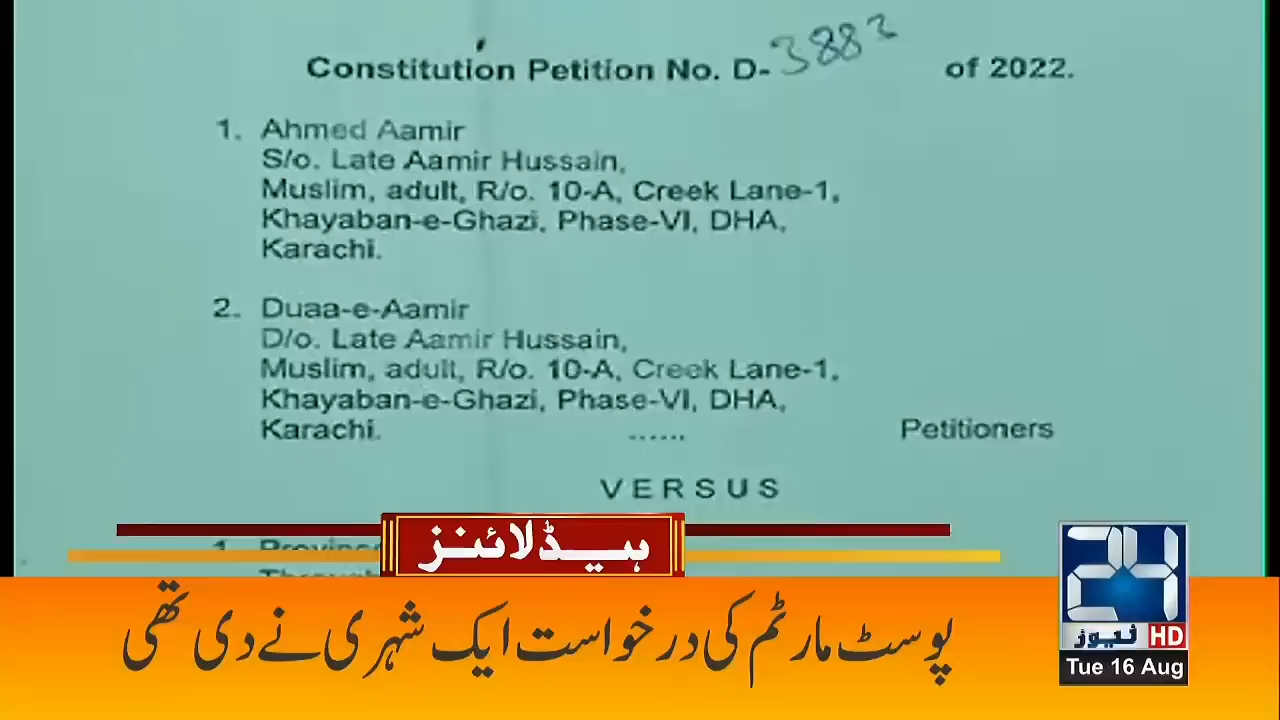 Constitution Petition No. D-3883 of 2022.
1. Ahmed Aamir
S/o. Late Aamir Hussain,
Muslim, adult, R/o. 10-A, Creek Lane-1,
Khayaban-e-Ghazi, Phase-VI, DHA,
Karachi.
2. Duaa-e-Aamir
D/o. Late Aamir Hussain,
Muslim, adult, R/o. 10-A, Creek Lane-1,
Khayaban-e-Ghazi, Phase-VI, DHA,
Karachi. ...... Petitioners
VERSUS
ہیڈلائنز
پوسٹ مارٹم کی درخواست ایک شہری نے دی تھی
24
نیوز HD
Tue 16 Aug